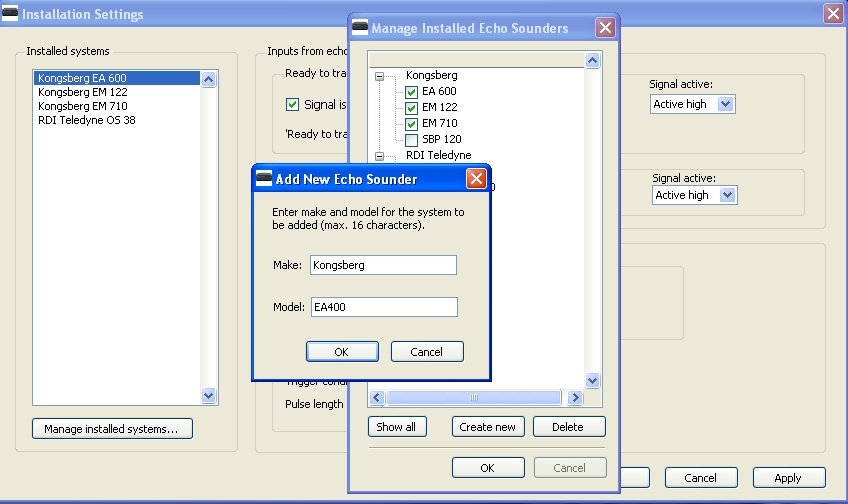 Installation Settings
Installed systems
Kongsberg EA 600
Kongsberg EM 122
Kongsberg EM 710
RDI Teledyne OS 38
Manage installed systems...
Inputs from echo
Ready to tra
Signal is
'Ready to tra
Pulse length
Signal active:
Active high
Signal active:
Active high
Cancel
Apply
Manage Installed Echo Sounders
Kongsberg
EA 600
EM 122
EM 710
SBP 120
RDI Teledyne
Show all
Create new
Delete
OK
Cancel
Add New Echo Sounder
Enter make and model for the system to
be added (max. 16 characters).
Make:
Kongsberg
Model:
EA400
OK
Cancel